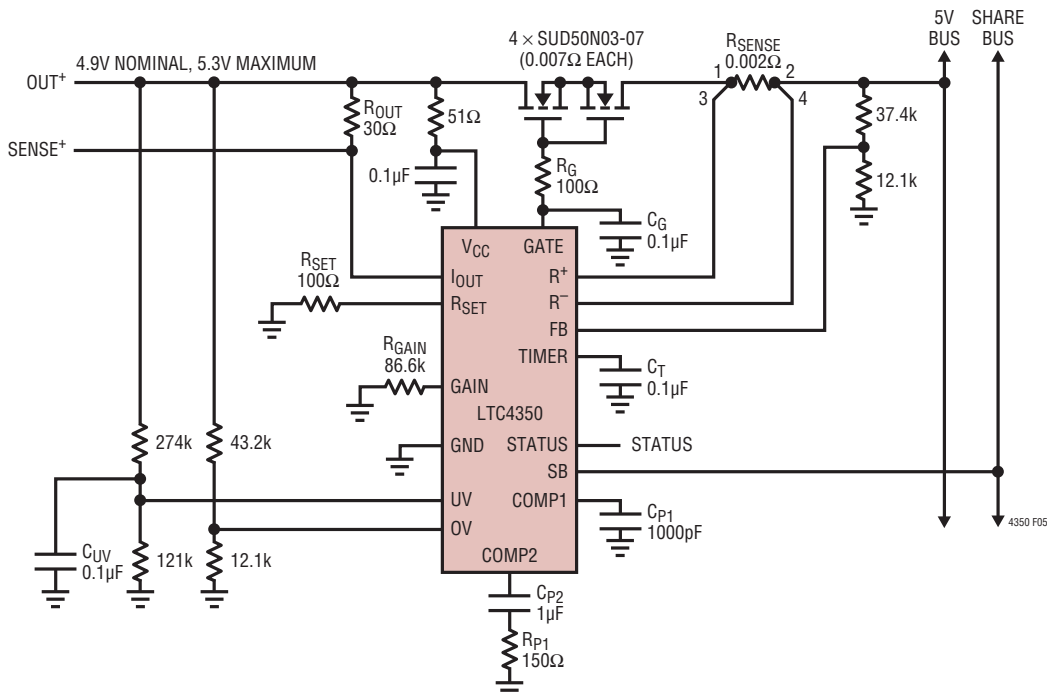 4 × SUD50N03-07
(0.007Ω EACH)
5V
BUS
SHARE
BUS
4.9V NOMINAL, 5.3V MAXIMUM
OUT+
RSENSE
0.002Ω
1
2
3
4
ROUT
30Ω
51Ω
37.4k
SENSE+
0.1µF
RG
100Ω
12.1k
CG
0.1µF
VCC
GATE
RSET
100Ω
IOUT
R+
RSET
R−
FB
RGAIN
86.6k
TIMER
GAIN
CT
0.1µF
LTC4350
274k
43.2k
GND
STATUS
STATUS
SB
UV
COMP1
OV
CP1
1000pF
4350 F05
CUV
0.1µF
121k
12.1k
COMP2
CP2
1µF
RP1
150Ω